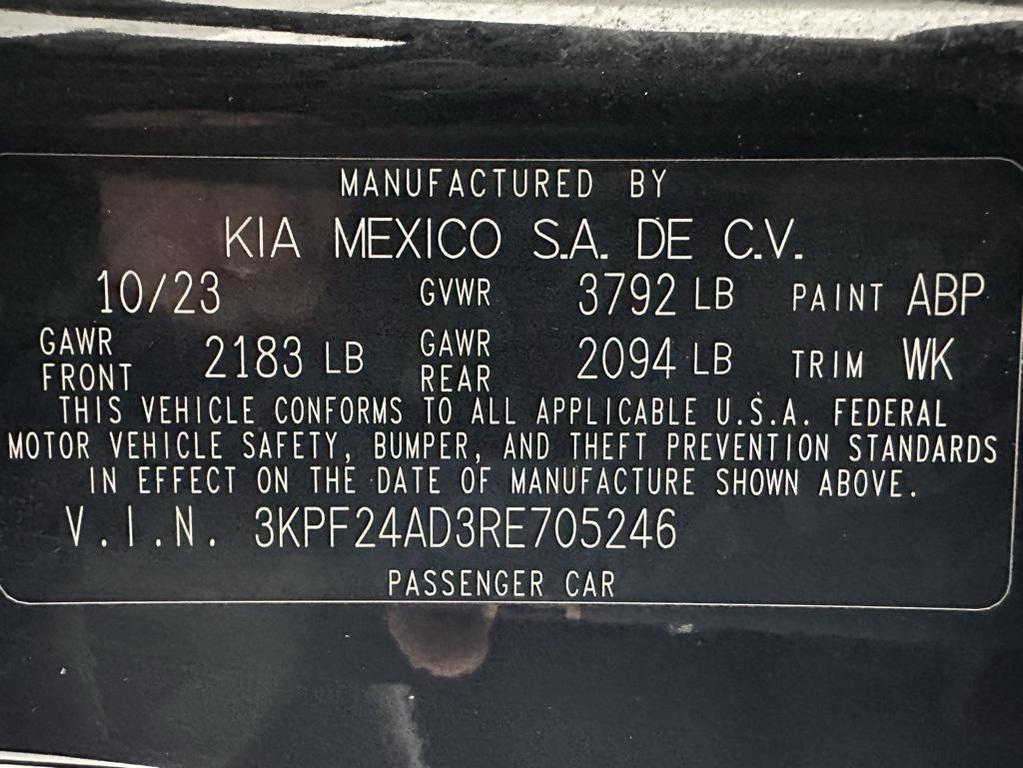 MANUFACTURED BY
KIA MEXICO S.A. DE C.V.
10/23 GVWR 3792 LB PAINT ABP
GAWR FRONT 2183 LB GAWR REAR 2094 LB TRIM WK
THIS VEHICLE CONFORMS TO ALL APPLICABLE U.S.A. FEDERAL
MOTOR VEHICLE SAFETY, BUMPER, AND THEFT PREVENTION STANDARDS
IN EFFECT ON THE DATE OF MANUFACTURE SHOWN ABOVE.
V.I.N. 3KPF24AD3RE705246
PASSENGER CAR